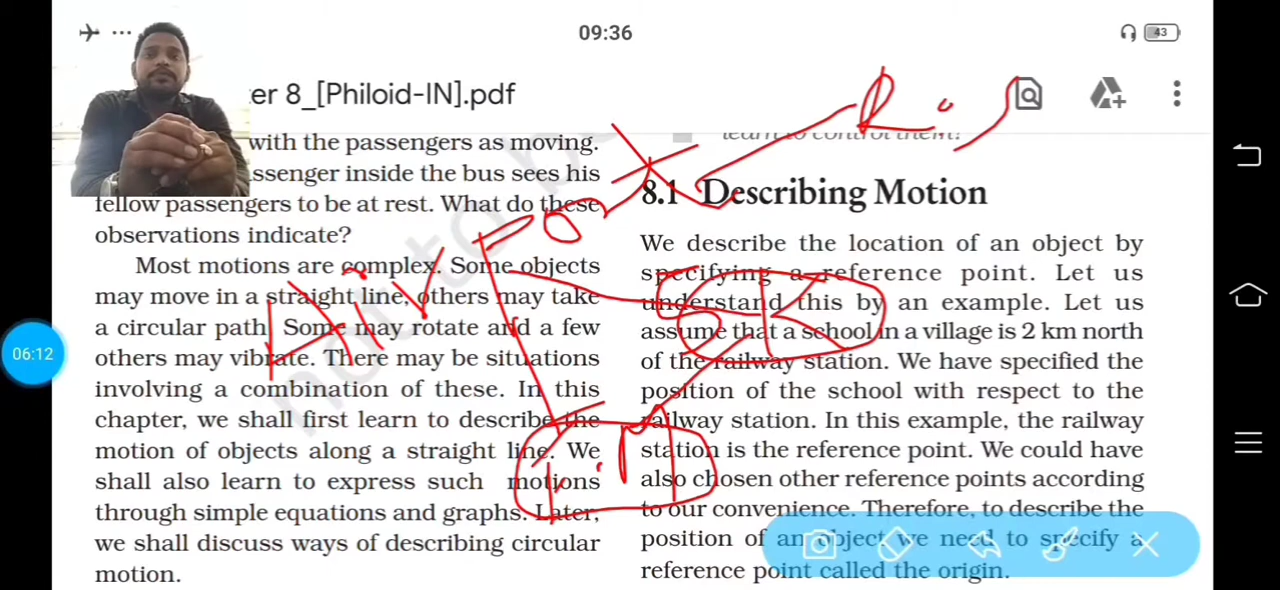 09:36
43
er 8_[Philoid-IN].pdf
with the passengers as moving.
ssenger inside the bus sees his
fellow passengers to be at rest. What do these
observations indicate?
Most motions are complex. Some objects
may move in a straight line, others may take
a circular path. Some may rotate and a few
others may vibrate. There may be situations
involving a combination of these. In this
chapter, we shall first learn to describe the
motion of objects along a straight line. We
shall also learn to express such motions
through simple equations and graphs. Later,
we shall discuss ways of describing circular
motion.
learn to control them!
8.1 Describing Motion
We describe the location of an object by
specifying a reference point. Let us
understand this by an example. Let us
assume that a school in a village is 2 km north
of the railway station. We have specified the
position of the school with respect to the
railway station. In this example, the railway
station is the reference point. We could have
also chosen other reference points according
to our convenience. Therefore, to describe the
position of an object we need to specify a
reference point called the origin.
06:12